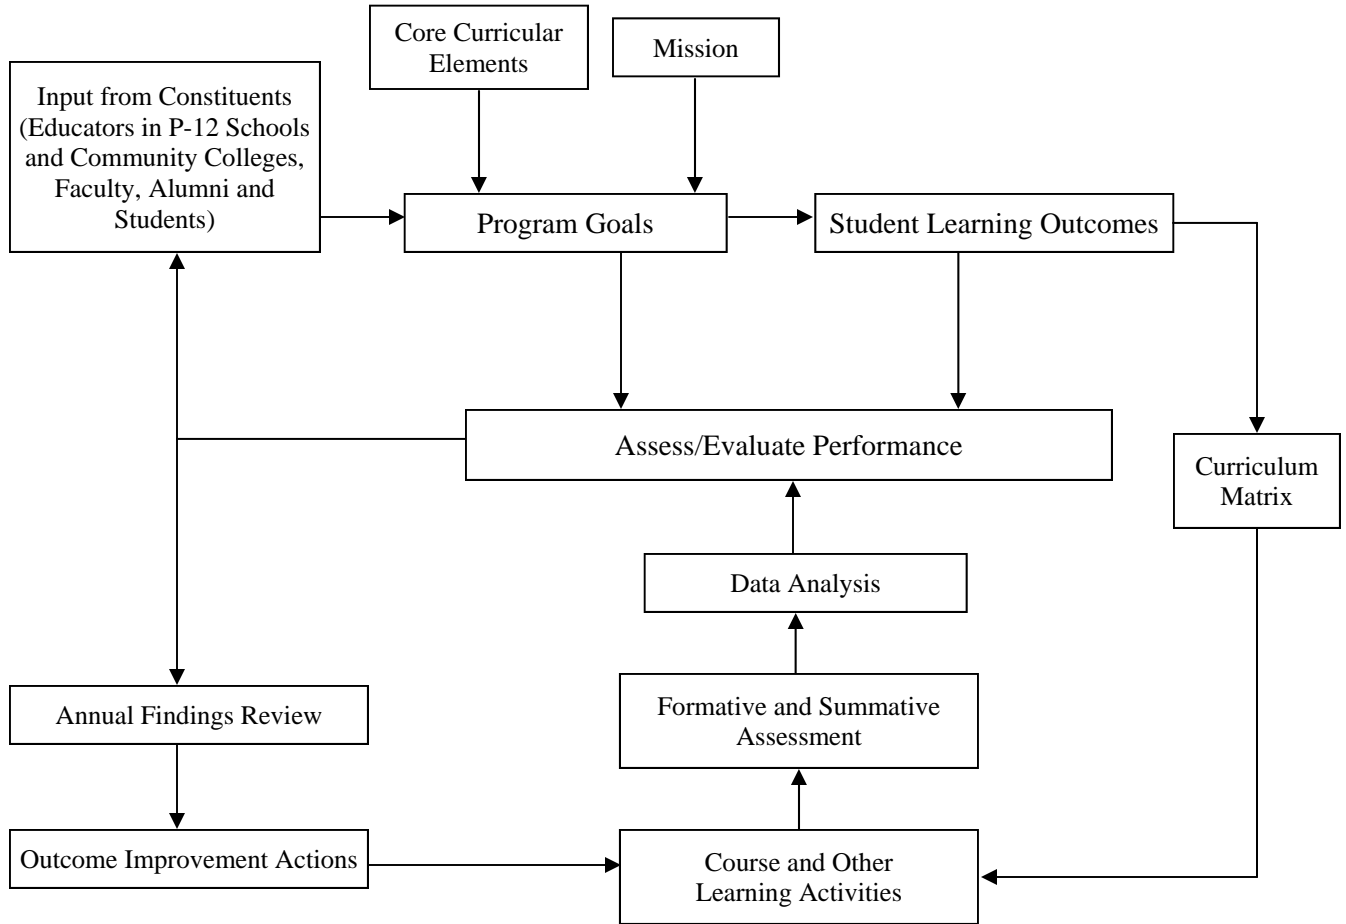 Core Curricular
Elements
Mission
Input from Constituents
(Educators in P-12 Schools
and Community Colleges,
Faculty, Alumni and
Students)
Program Goals
Student Learning Outcomes
Assess/Evaluate Performance
Curriculum
Matrix
Data Analysis
Annual Findings Review
Formative and Summative
Assessment
Outcome Improvement Actions
Course and Other
Learning Activities